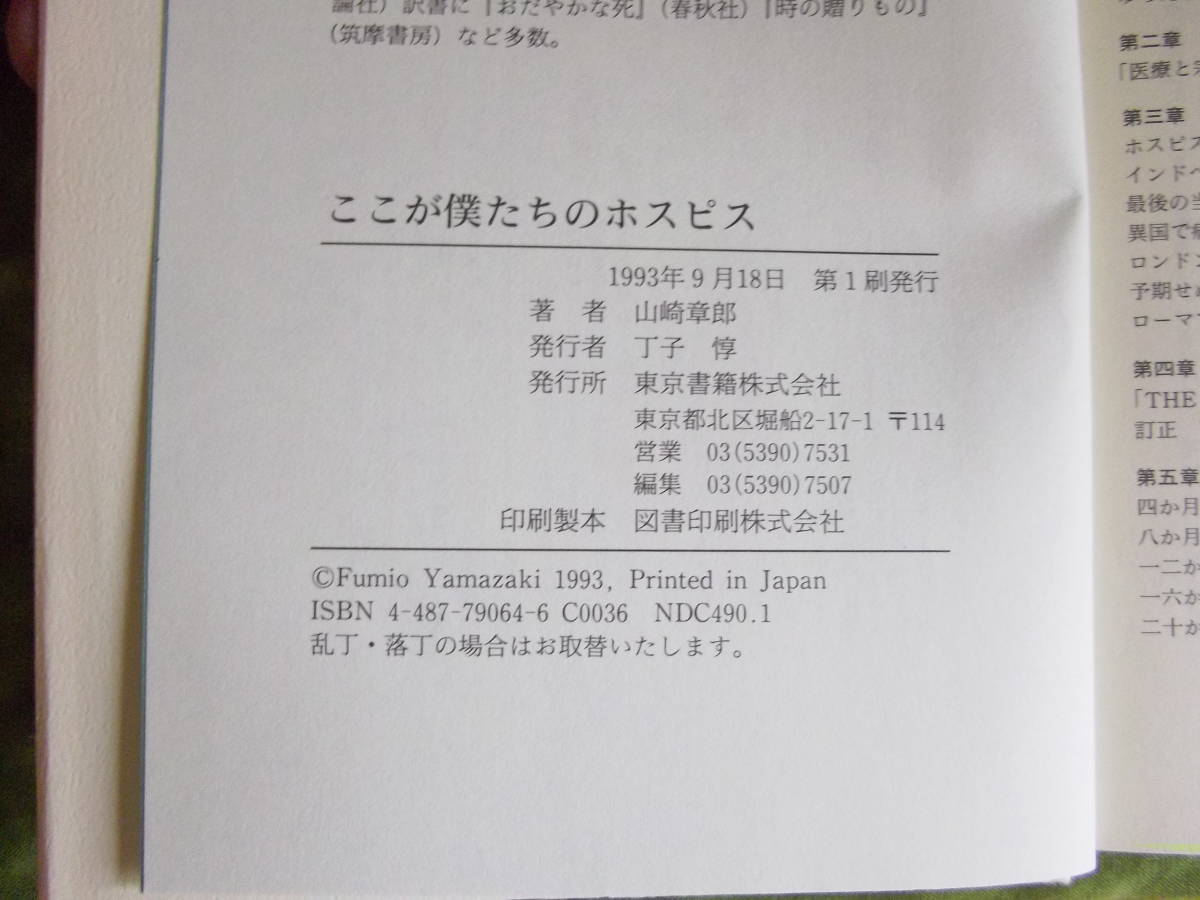 論社）訳書に『おだやかな死』（春秋社）『時の贈りもの』
（筑摩書房）など多数。
ここが僕たちのホスピス
1993年9月18日　第1刷発行
著　者　山崎章郎
発行者　丁子　惇
発行所　東京書籍株式会社
東京都北区堀船2-17-1 〒114
営業　03(5390)7531
編集　03(5390)7507
印刷製本　図書印刷株式会社
©Fumio Yamazaki 1993, Printed in Japan
ISBN 4-487-79064-6 C0036　NDC490.1
乱丁・落丁の場合はお取替いたします。
第二章
「医療と
第三章
ホスピス
インドへ
最後の
異国で
ロンドン
予期せぬ
ローマ
第四章
「THE
訂正
第五章
四か月
八か月
一二か
一六か
二十か